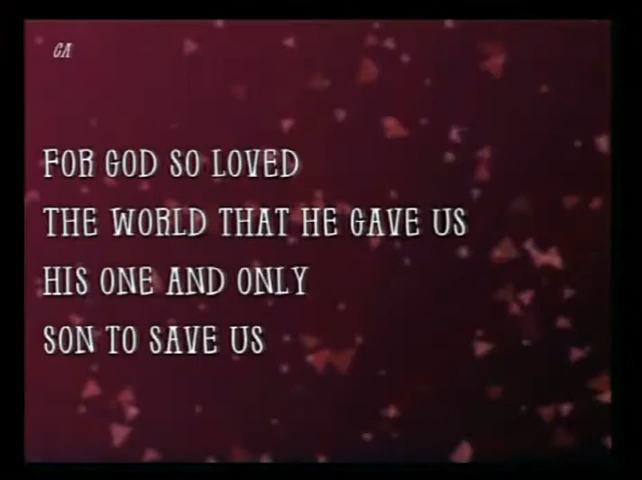 GA
FOR GOD SO LOVED
THE WORLD THAT HE GAVE US
HIS ONE AND ONLY
SON TO SAVE US